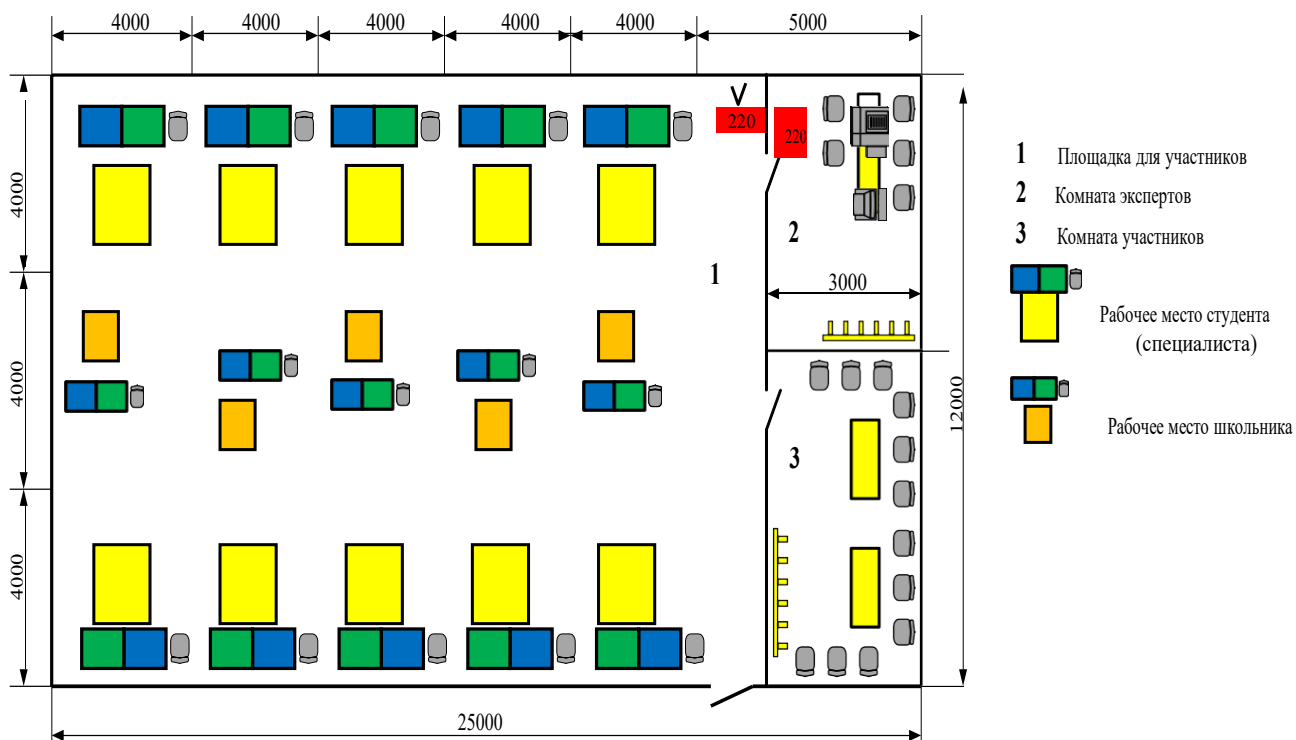 4000
4000
4000
4000
4000
5000
4000
220
220
2
1
3000
4000
12000
3
4000
25000
1 Площадка для участников
2 Комната экспертов
3 Комната участников
Рабочее место студента
(специалиста)
Рабочее место школьника